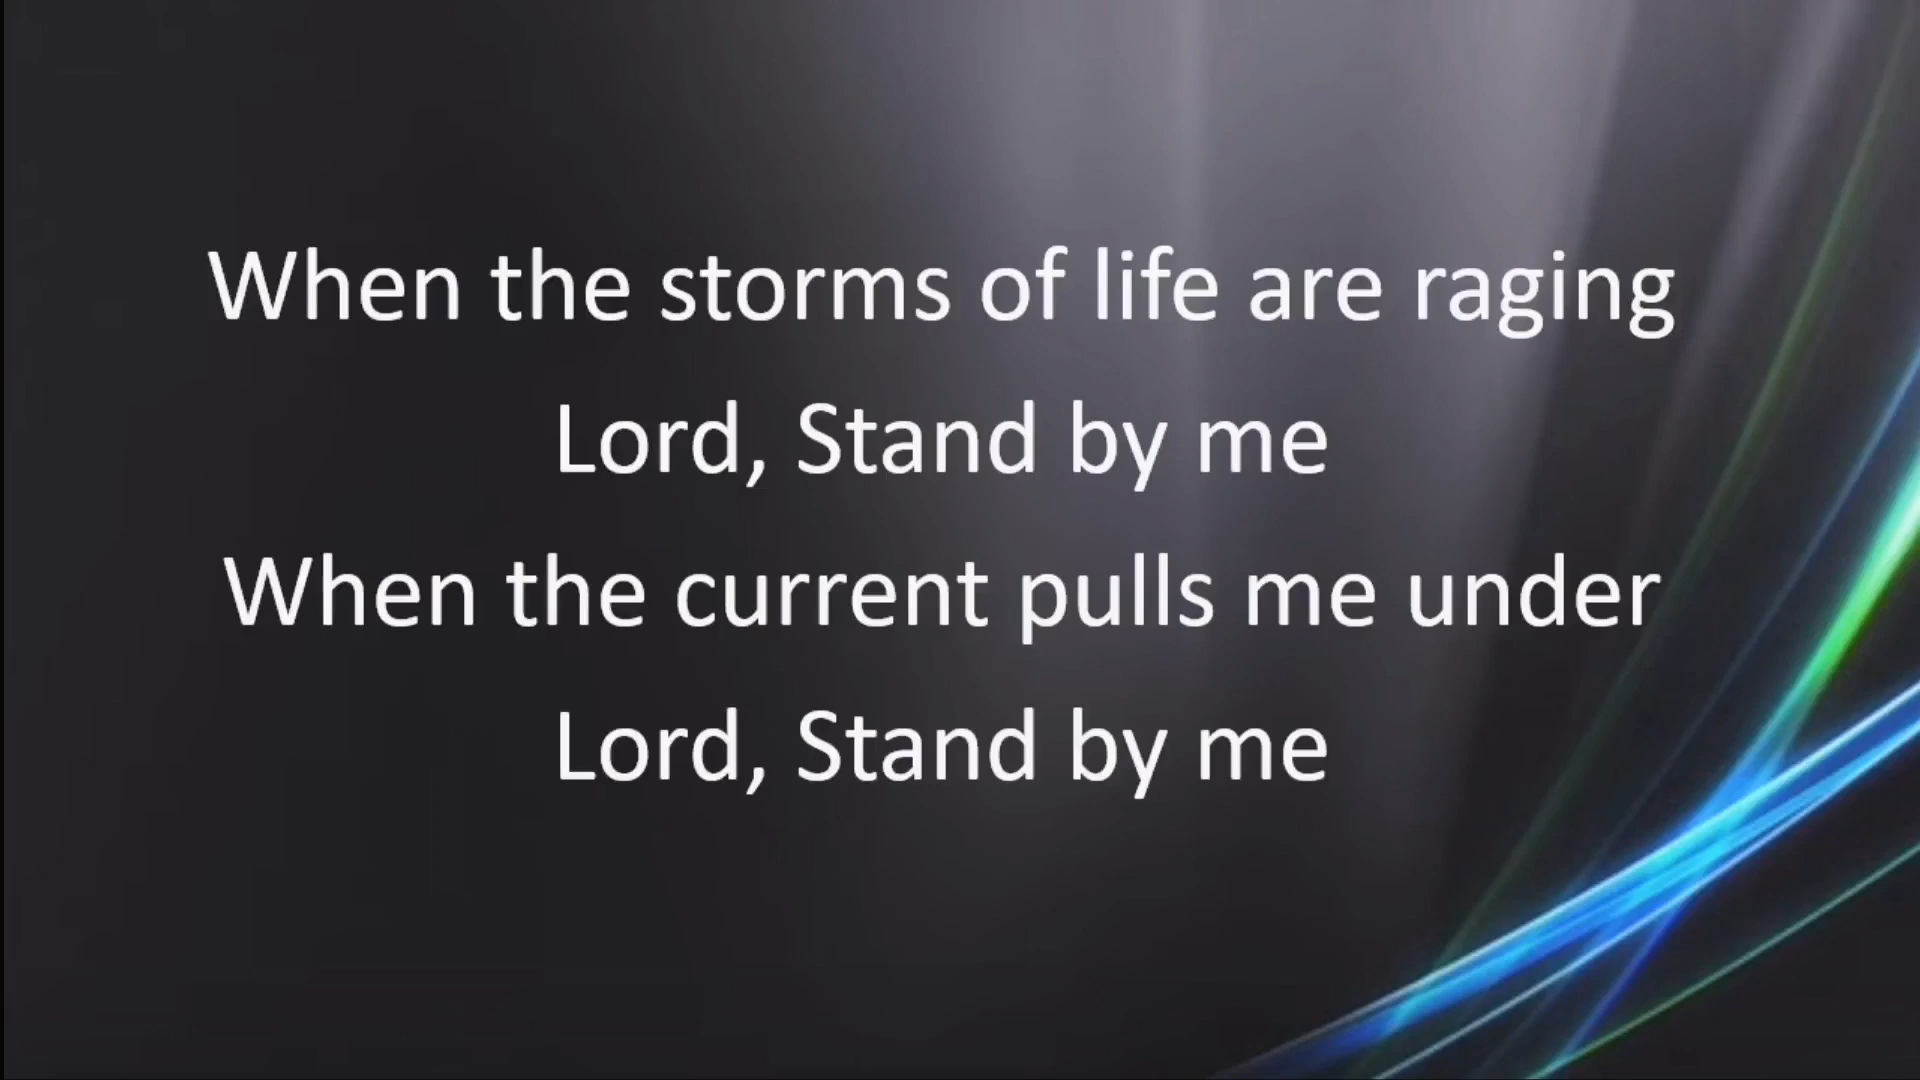 When the storms of life are raging
Lord, Stand by me
When the current pulls me under
Lord, Stand by me